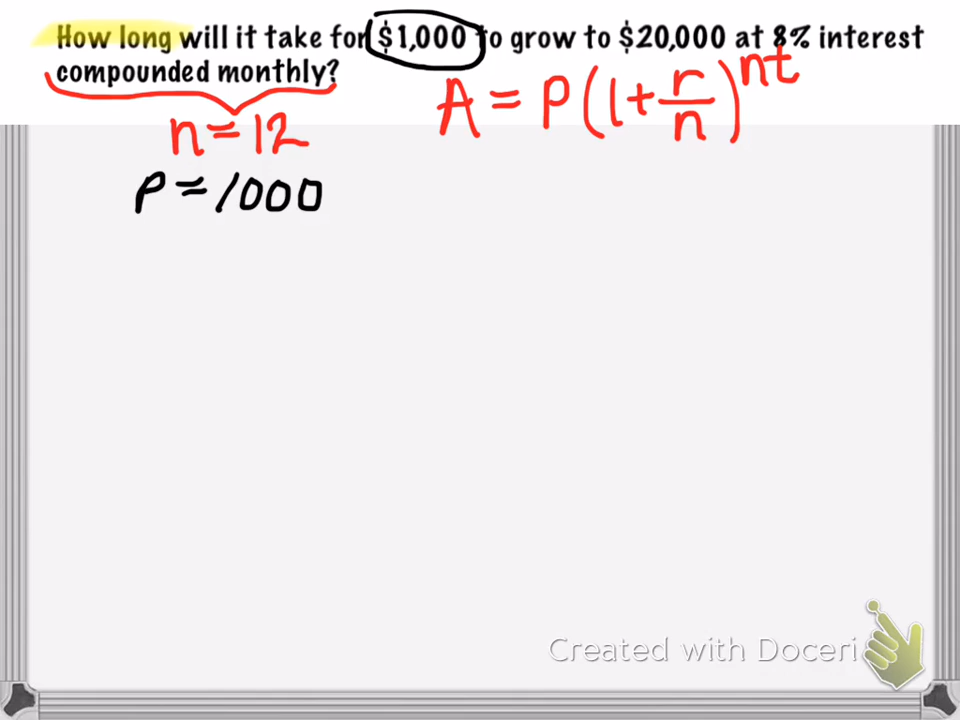 How long will it take for $1,000 to grow to $20,000 at 8% interest
compounded monthly?
A = P(1+r/n)^nt
n=12
P=1000
Created with Doceri